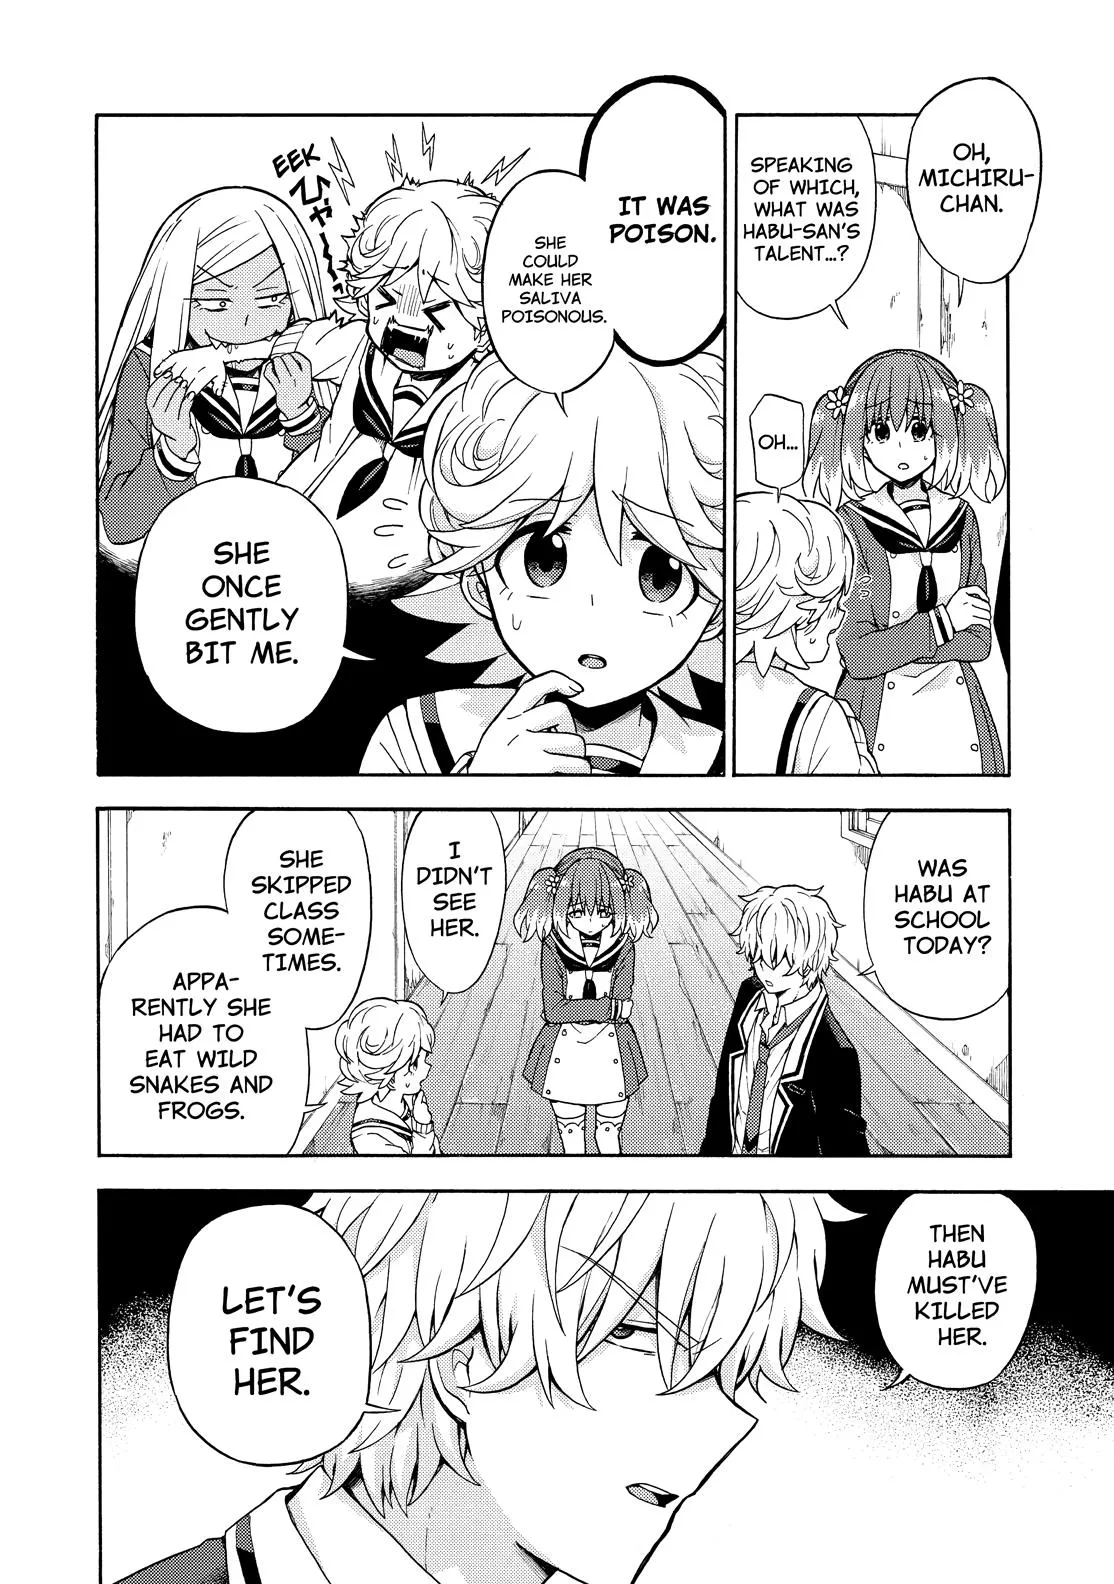 OH,
MICHIRU-
CHAN.
SPEAKING
OF WHICH,
WHAT WAS
HABU-SAN'S
TALENT...?
OH...
IT WAS
POISON.
SHE
COULD
MAKE HER
SALIVA
POISONOUS.
EEK
ひゃ〜〜っ
SHE
ONCE
GENTLY
BIT ME.
WAS
HABU AT
SCHOOL
TODAY?
I
DIDN'T
SEE
HER.
SHE
SKIPPED
CLASS
SOME-
TIMES.
APPA-
RENTLY SHE
HAD TO
EAT WILD
SNAKES AND
FROGS.
THEN
HABU
MUST'VE
KILLED
HER.
LET'S
FIND
HER.